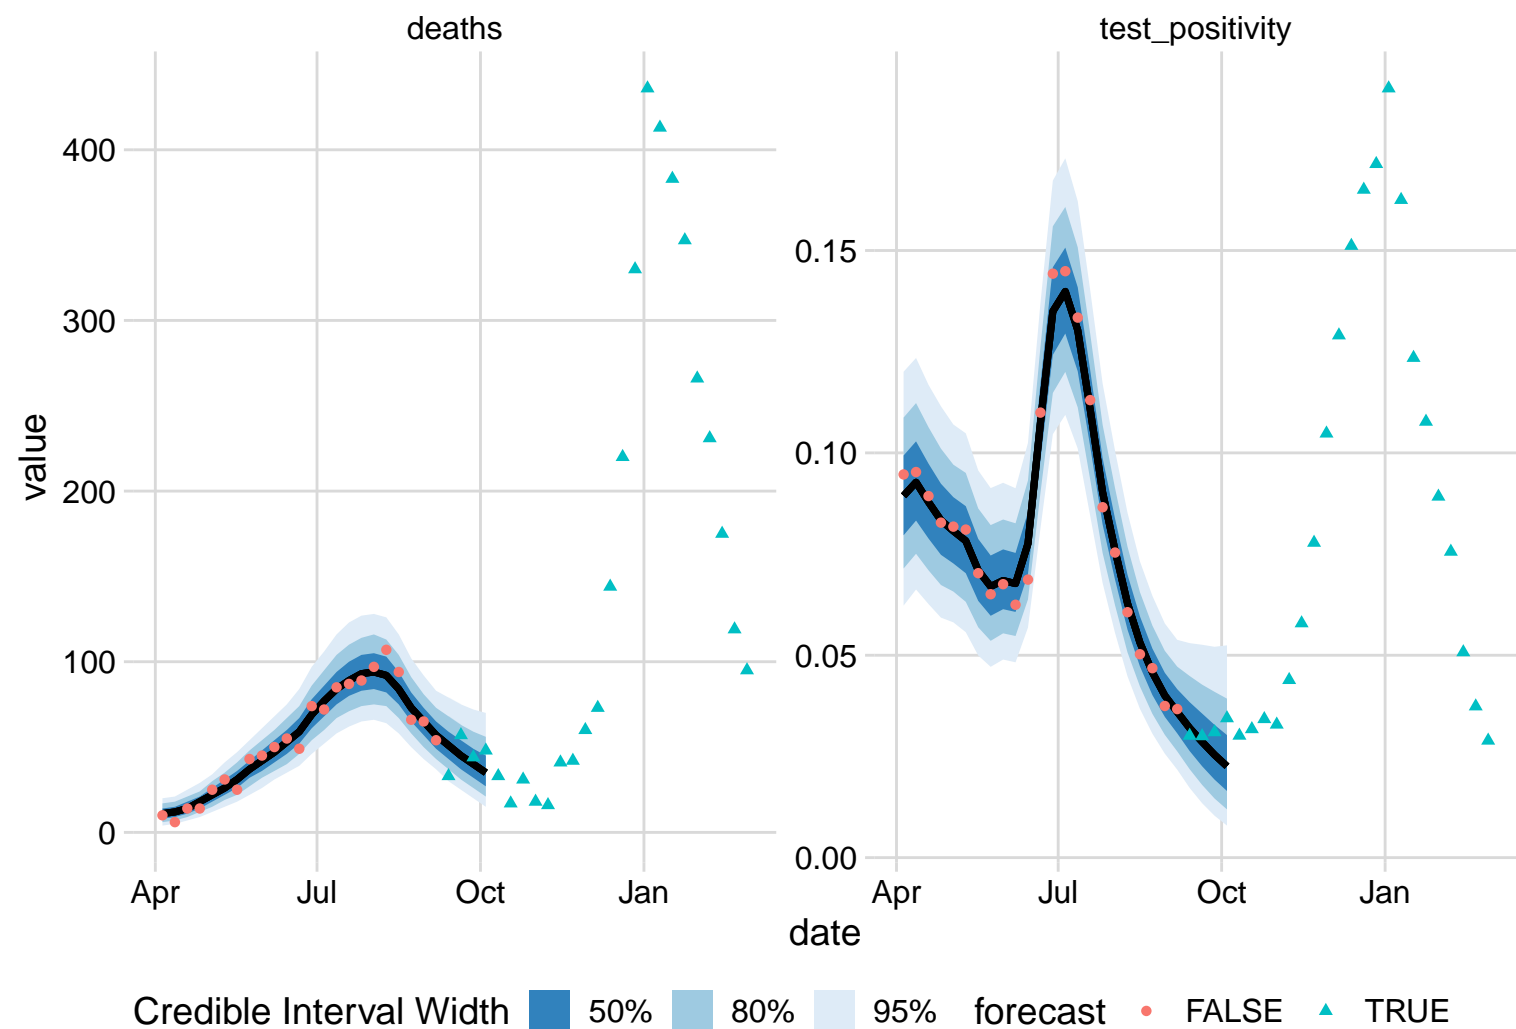 deaths
test_positivity
value
400
300
200
100
0
0.15
0.10
0.05
0.00
Apr Jul Oct Jan
Apr Jul Oct Jan
date
Credible Interval Width 50% 80% 95% forecast FALSE TRUE